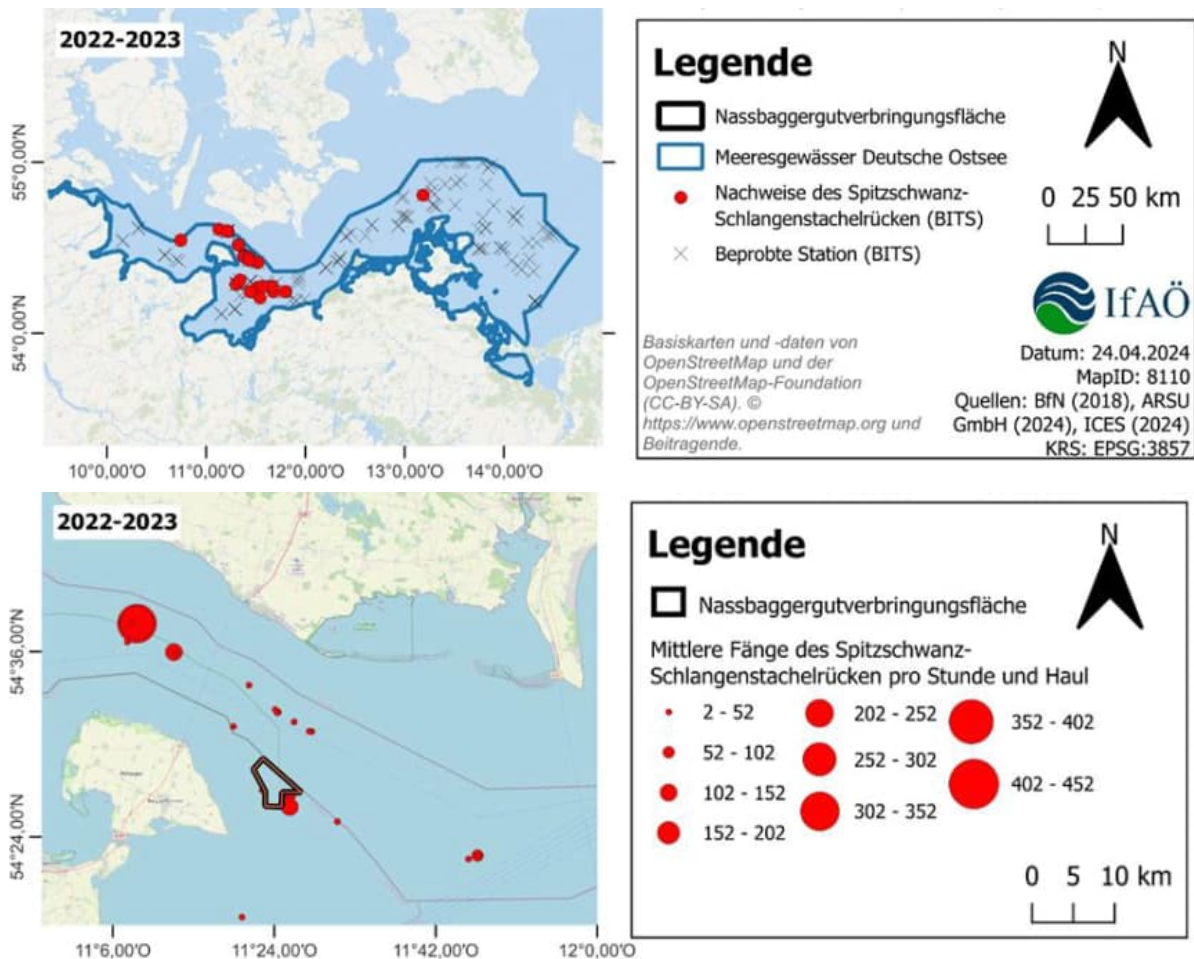 2022-2023
55°0,00'N
54°0,00'N
10°0,00'O
11°0,00'O
12°0,00'O
13°0,00'O
14°0,00'O
Legende
N
Nassbaggergutverbringungsfläche
Meeresgewässer Deutsche Ostsee
Nachweise des Spitzschwanz-
Schlangenstachelrücken (BITS)
Beprobte Station (BITS)
0 25 50 km
IfAÖ
Basiskarten und -daten von
OpenStreetMap und der
OpenStreetMap-Foundation
(CC-BY-SA). ©
https://www.openstreetmap.org und
Beitragende.
Datum: 24.04.2024
MapID: 8110
Quellen: BfN (2018), ARSU
GmbH (2024), ICES (2024)
KRS: EPSG:3857
2022-2023
54°36,00'N
54°24,00'N
11°6,00'O
11°24,00'O
11°42,00'O
12°0,00'O
Legende
N
Nassbaggergutverbringungsfläche
Mittlere Fänge des Spitzschwanz-
Schlangenstachelrücken pro Stunde und Haul
2 - 52
52 - 102
102 - 152
152 - 202
202 - 252
252 - 302
302 - 352
352 - 402
402 - 452
0 5 10 km